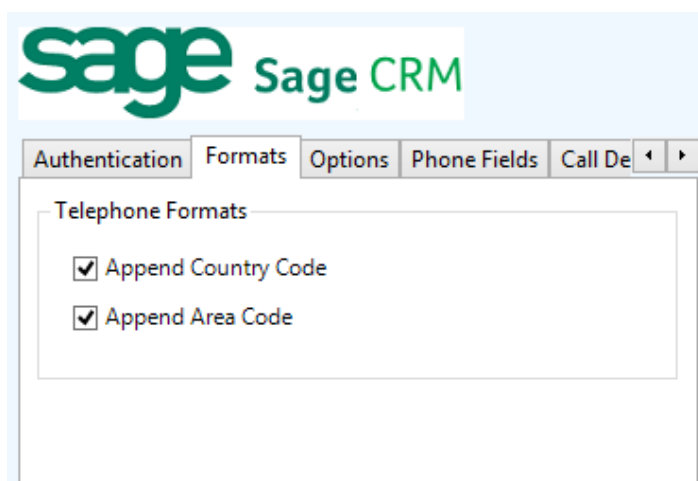 sage Sage CRM
Authentication Formats Options Phone Fields Call De
Telephone Formats
Append Country Code
Append Area Code